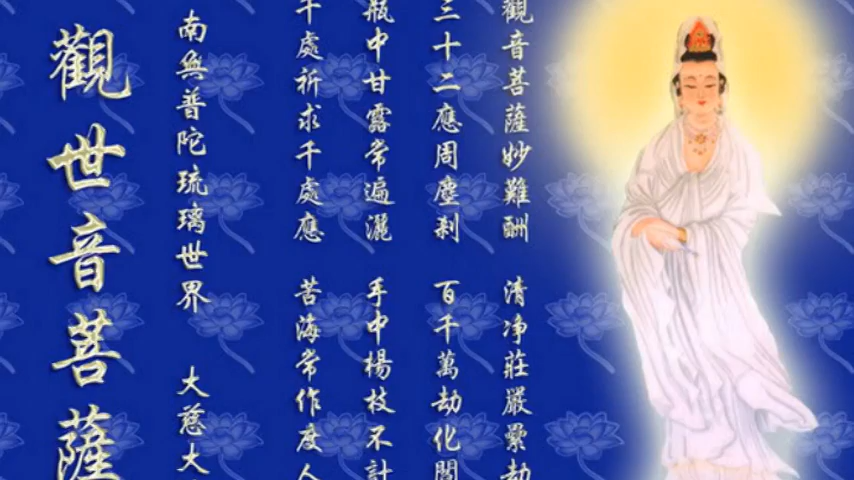 觀音菩薩妙難酬 清净莊嚴纍劫
三十二應周塵刹 百千萬劫化閻
瓶中甘露常遍灑 手中楊枝不計
千處祈求千處應 苦海常作度人
南無普陀琉璃世界 大慈大
觀世音菩薩